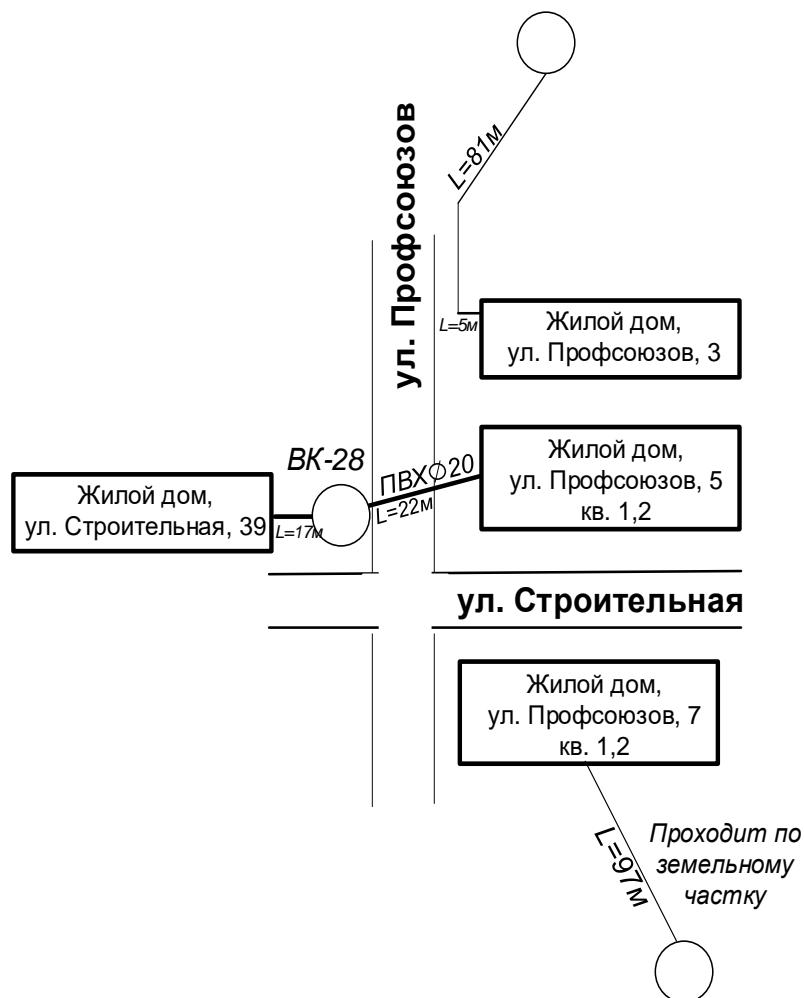 ул. Профсоюзов
L=81м
L=5м
Жилой дом,
ул. Профсоюзов, 3
ВК-28
ПВХ∅20
L=22м
Жилой дом,
ул. Профсоюзов, 5
кв. 1,2
Жилой дом,
ул. Строительная, 39
L=17м
ул. Строительная
Жилой дом,
ул. Профсоюзов, 7
кв. 1,2
L=97м
Проходит по
земельному
частку